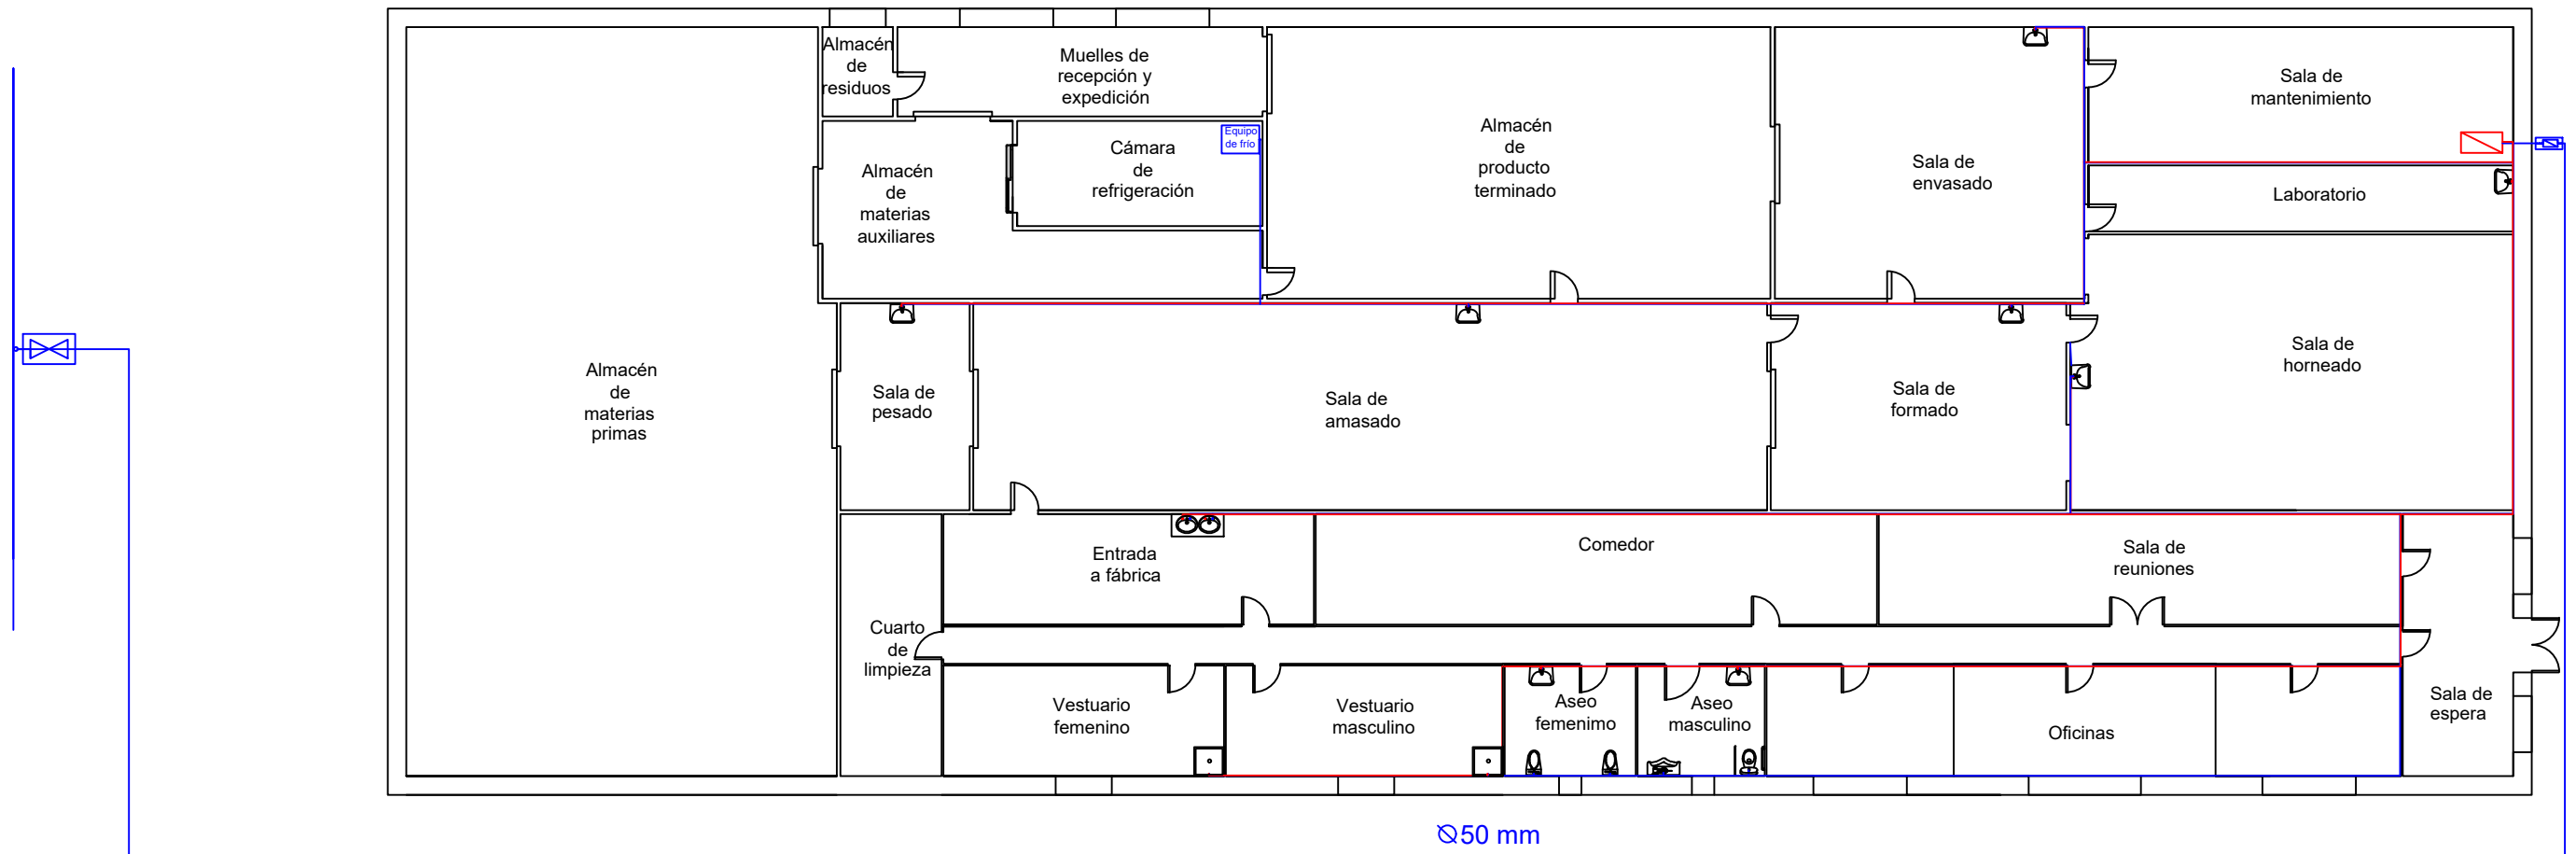 Almacén
de
residuos
Muelles de
recepción y
expedición
Equipo
de frío
Cámara
de
refrigeración
Almacén
de
materias
auxiliares
Almacén
de
producto
terminado
Sala de
envasado
Sala de
mantenimiento
Laboratorio
Almacén
de
materias
primas
Sala de
pesado
Sala de
amasado
Sala de
formado
Sala de
horneado
Entrada
a fábrica
Comedor
Sala de
reuniones
Cuarto
de
limpieza
Vestuario
femenino
Vestuario
masculino
Aseo
femenimo
Aseo
masculino
Oficinas
Sala de
espera
∅50 mm